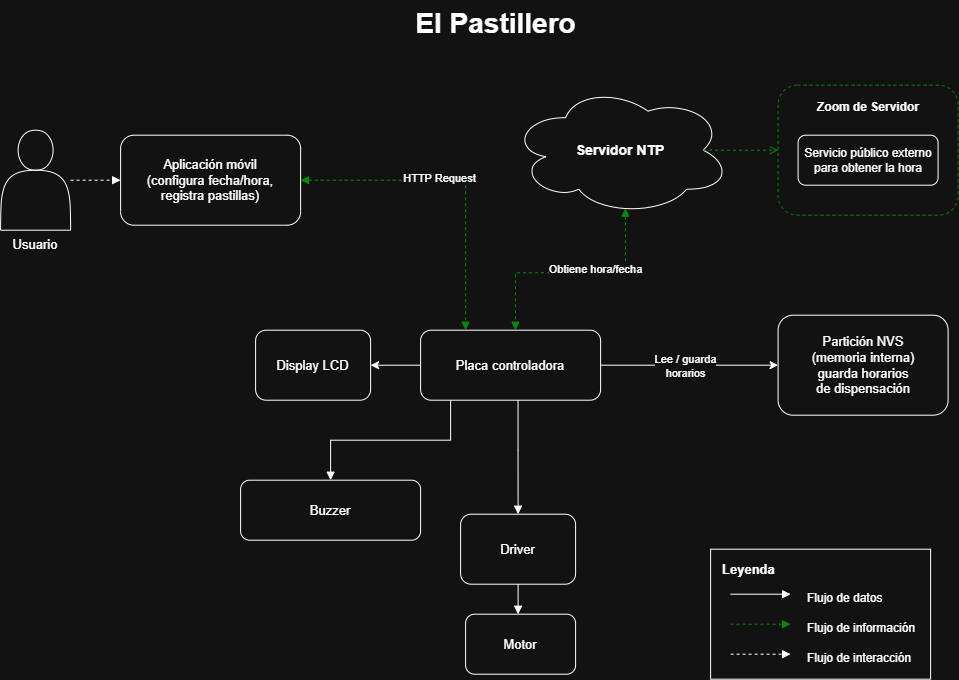 El Pastillero
Zoom de Servidor
Servidor NTP
Servicio público externo
para obtener la hora
Aplicación móvil
(configura fecha/hora,
registra pastillas)
HTTP Request
Usuario
Obtiene hora/fecha
Display LCD
Placa controladora
Lee / guarda
horarios
Partición NVS
(memoria interna)
guarda horarios
de dispensación
Buzzer
Driver
Motor
Leyenda
Flujo de datos
Flujo de información
Flujo de interacción